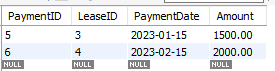 PaymentID LeaseID PaymentDate Amount
5 3 2023-01-15 1500.00
6 4 2023-02-15 2000.00
NULL NULL NULL NULL